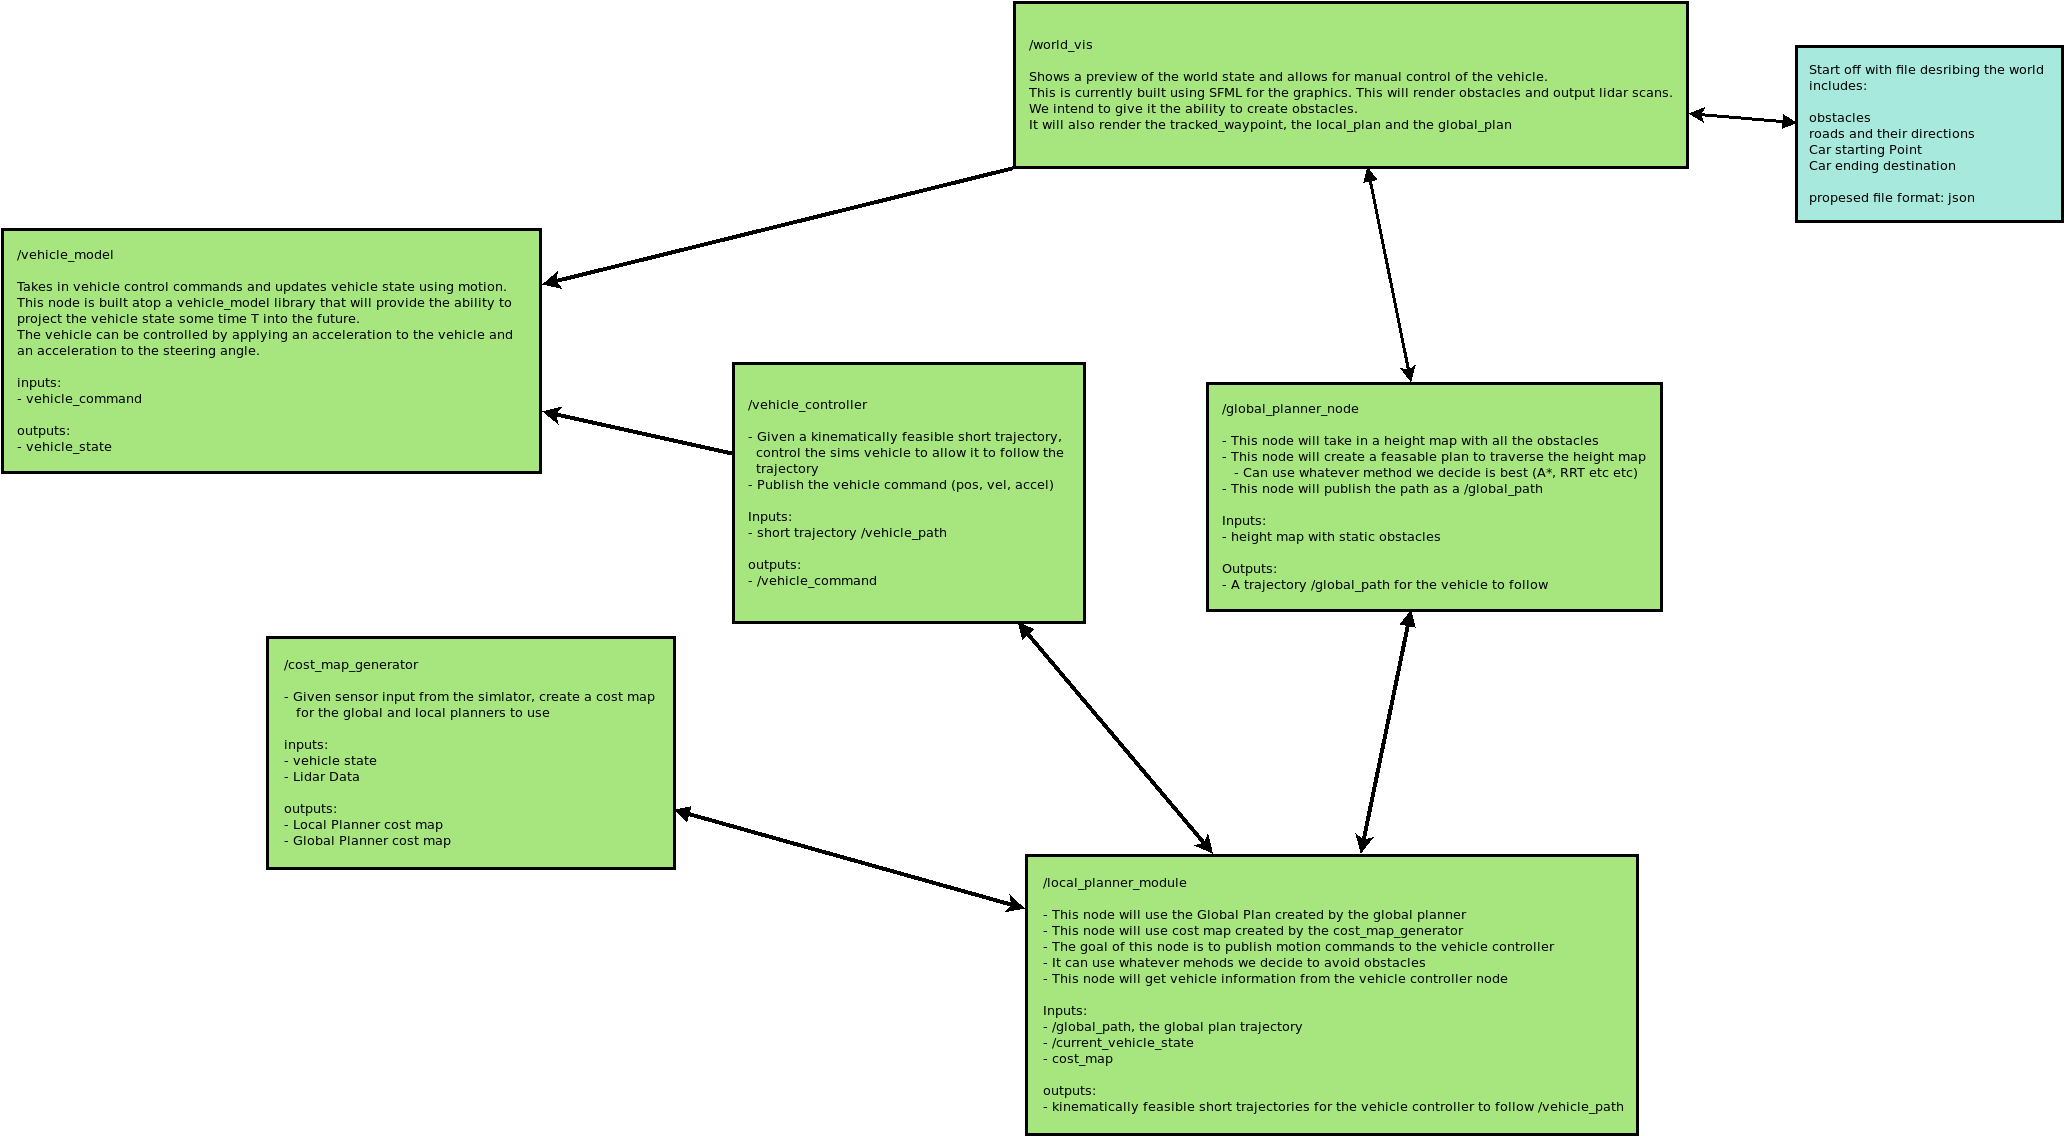 /world_vis
Shows a preview of the world state and allows for manual control of the vehicle.
This is currently built using SFML for the graphics. This will render obstacles and output lidar scans.
We intend to give it the ability to create obstacles.
It will also render the tracked_waypoint, the local_plan and the global_plan
Start off with file desribing the world
includes:
obstacles
roads and their directions
Car starting Point
Car ending destination
propesed file format: json
/vehicle_model
Takes in vehicle control commands and updates vehicle state using motion.
This node is built atop a vehicle_model library that will provide the ability to
project the vehicle state some time T into the future.
The vehicle can be controlled by applying an acceleration to the vehicle and
an acceleration to the steering angle.
inputs:
- vehicle_command
outputs:
- vehicle_state
/vehicle_controller
- Given a kinematically feasible short trajectory,
control the sims vehicle to allow it to follow the
trajectory
- Publish the vehicle command (pos, vel, accel)
Inputs:
- short trajectory /vehicle_path
outputs:
- /vehicle_command
/global_planner_node
- This node will take in a height map with all the obstacles
- This node will create a feasable plan to traverse the height map
- Can use whatever method we decide is best (A*, RRT etc etc)
- This node will publish the path as a /global_path
Inputs:
- height map with static obstacles
Outputs:
- A trajectory /global_path for the vehicle to follow
/cost_map_generator
- Given sensor input from the simlator, create a cost map
for the global and local planners to use
inputs:
- vehicle state
- Lidar Data
outputs:
- Local Planner cost map
- Global Planner cost map
/local_planner_module
- This node will use the Global Plan created by the global planner
- This node will use cost map created by the cost_map_generator
- The goal of this node is to publish motion commands to the vehicle controller
- It can use whatever mehods we decide to avoid obstacles
- This node will get vehicle information from the vehicle controller node
Inputs:
- /global_path, the global plan trajectory
- /current_vehicle_state
- cost_map
outputs:
- kinematically feasible short trajectories for the vehicle controller to follow /vehicle_path